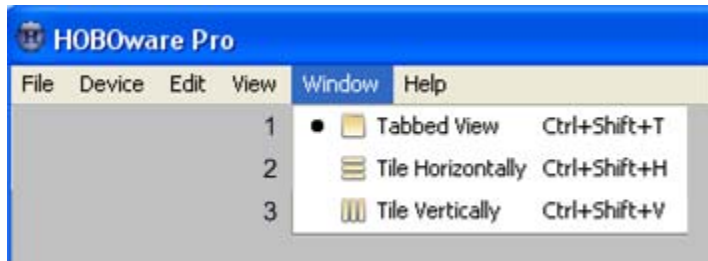 HOBOware Pro
File Device Edit View Window Help
1 Tabbed View Ctrl+Shift+T
2 Tile Horizontally Ctrl+Shift+H
3 Tile Vertically Ctrl+Shift+V